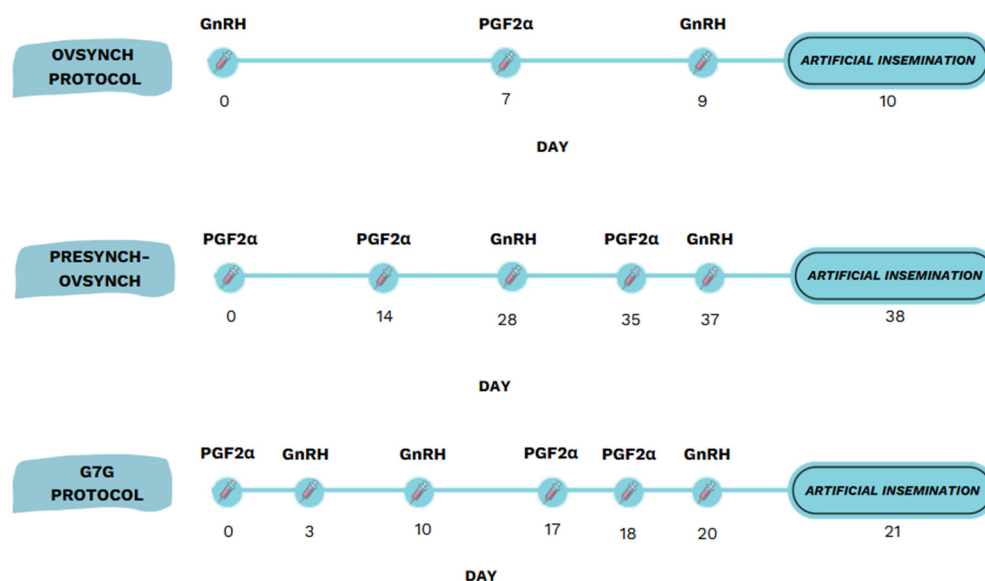 GnRH PGF2α GnRH
OVSYNCH
PROTOCOL
ARTIFICIAL INSEMINATION
0 7 9 10
DAY
PGF2α PGF2α GnRH PGF2α GnRH
PRESYNCH-
OVSYNCH
ARTIFICIAL INSEMINATION
0 14 28 35 37 38
DAY
PGF2α GnRH GnRH PGF2α PGF2α GnRH
G7G
PROTOCOL
ARTIFICIAL INSEMINATION
0 3 10 17 18 20 21
DAY